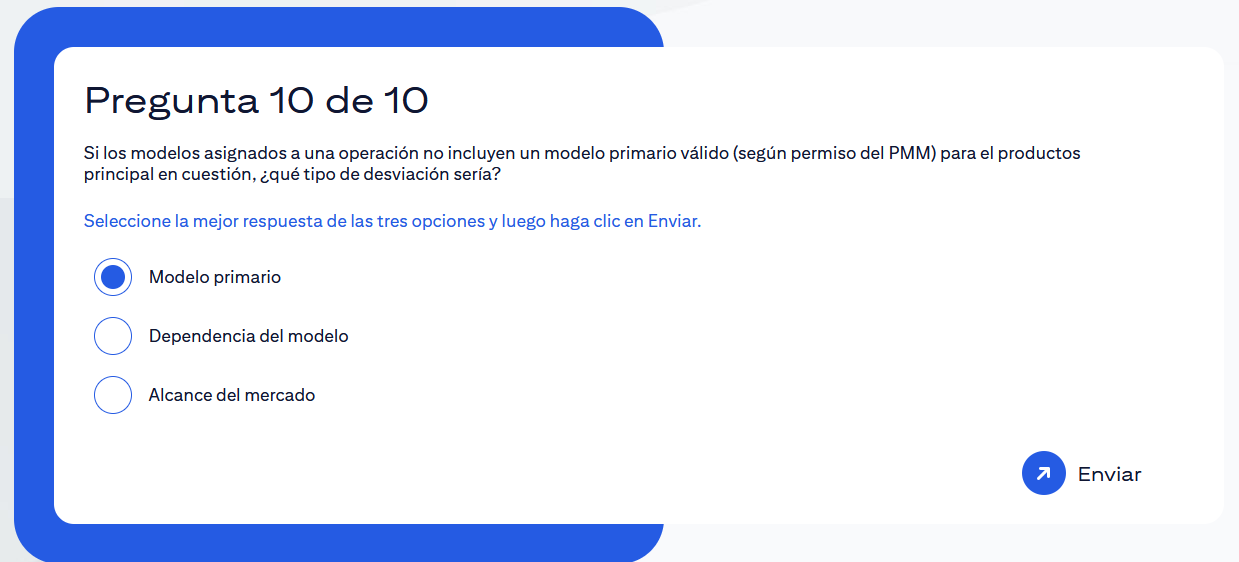 Pregunta 10 de 10
Si los modelos asignados a una operación no incluyen un modelo primario válido (según permiso del PMM) para el productos
principal en cuestión, ¿qué tipo de desviación sería?
Seleccione la mejor respuesta de las tres opciones y luego haga clic en Enviar.
Modelo primario
Dependencia del modelo
Alcance del mercado
Enviar